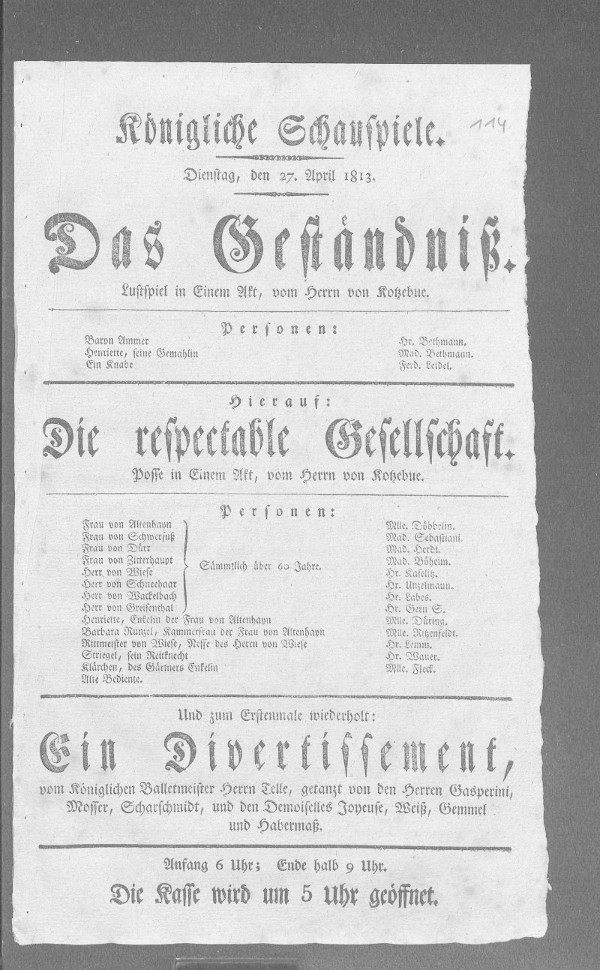 Königliche Schauspiele.
114
Dienstag, den 27. April 1813.
Das Geständniß.
Lustspiel in Einem Akt, vom Herrn von Kotzebue.
Personen:
Baron Ammer Hr. Bethmann.
Henriette, seine Gemahlin Mad. Bethmann.
Ein Knabe Ferd. Leidel.
Hierauf:
Die respectable Gesellschaft.
Posse in Einem Akt, vom Herrn von Kotzebue.
Personen:
Frau von Altenhayn Mlle. Döbbelin.
Frau von Schwerfuß Mad. Sebastiani.
Frau von Dürr Mad. Herdt.
Frau von Zitterhaupt Mad. Böheim.
Sämmtlich über 60 Jahre.
Herr von Wiese Hr. Kaselitz.
Herr von Schneehaar Hr. Unzelmann.
Herr von Wackelbach Hr. Labes.
Herr von Greisenthal Hr. Gern S.
Henriette, Enkelin der Frau von Altenhayn Mlle. Düring.
Barbara Runzel, Kammerfrau der Frau von Altenhayn Mlle. Ritzenfeldt.
Rittmeister von Wiese, Neffe des Herrn von Wiese Hr. Lemm.
Striegel, sein Reitknecht Hr. Wauer.
Klärchen, des Gärtners Enkelin Mlle. Fleck.
Alte Bediente.
Und zum Erstenmale wiederholt:
Ein Divertissement,
vom Königlichen Balletmeister Herrn Telle, getanzt von den Herren Gasperini,
Mosser, Scharschmidt, und den Demoiselles Joyeuse, Weiß, Gemmel
und Habermaß.
Anfang 6 Uhr; Ende halb 9 Uhr.
Die Kasse wird um 5 Uhr geöffnet.